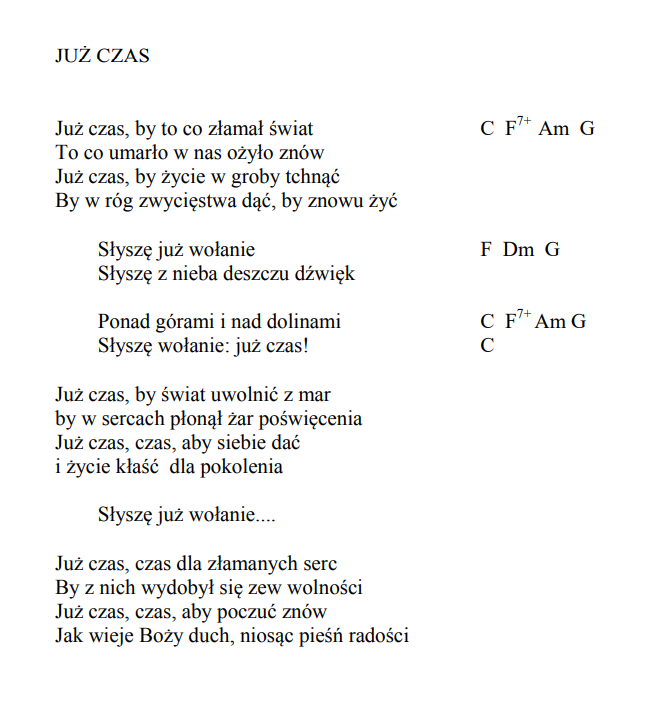 JUŻ CZAS
Już czas, by to co złamał świat C F7+ Am G
To co umarło w nas ożyło znów
Już czas, by życie w groby tchnąć
By w róg zwycięstwa dąć, by znowu żyć
Słyszę już wołanie F Dm G
Słyszę z nieba deszczu dźwięk
Ponad górami i nad dolinami C F7+ Am G
Słyszę wołanie: już czas! C
Już czas, by świat uwolnić z mar
by w sercach płonął żar poświęcenia
Już czas, czas, aby siebie dać
i życie kłaść dla pokolenia
Słyszę już wołanie....
Już czas, czas dla złamanych serc
By z nich wydobył się zew wolności
Już czas, czas, aby poczuć znów
Jak wieje Boży duch, niosąc pieśń radości